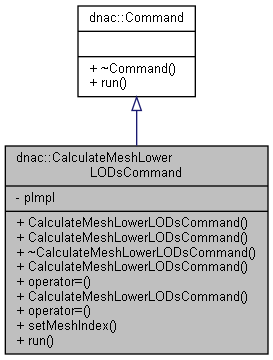 dnac::Command
+ ~Command()
+ run()
dnac::CalculateMeshLower
LODsCommand
- pImpl
+ CalculateMeshLowerLODsCommand()
+ CalculateMeshLowerLODsCommand()
+ ~CalculateMeshLowerLODsCommand()
+ CalculateMeshLowerLODsCommand()
+ operator=()
+ CalculateMeshLowerLODsCommand()
+ operator=()
+ setMeshIndex()
+ run()